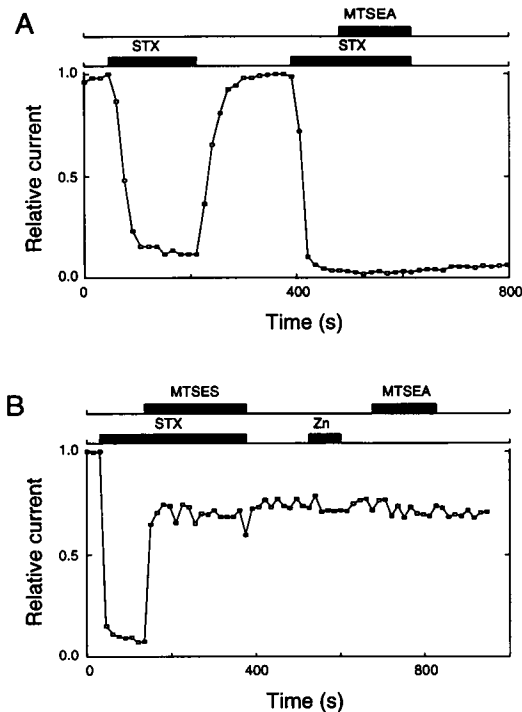 A
MTSEA
STX STX
1.0
0.5
0.0
0 400 800
Relative current
Time (s)
B
MTSES MTSEA
STX Zn
1.0
0.5
0.0
0 400 800
Relative current
Time (s)